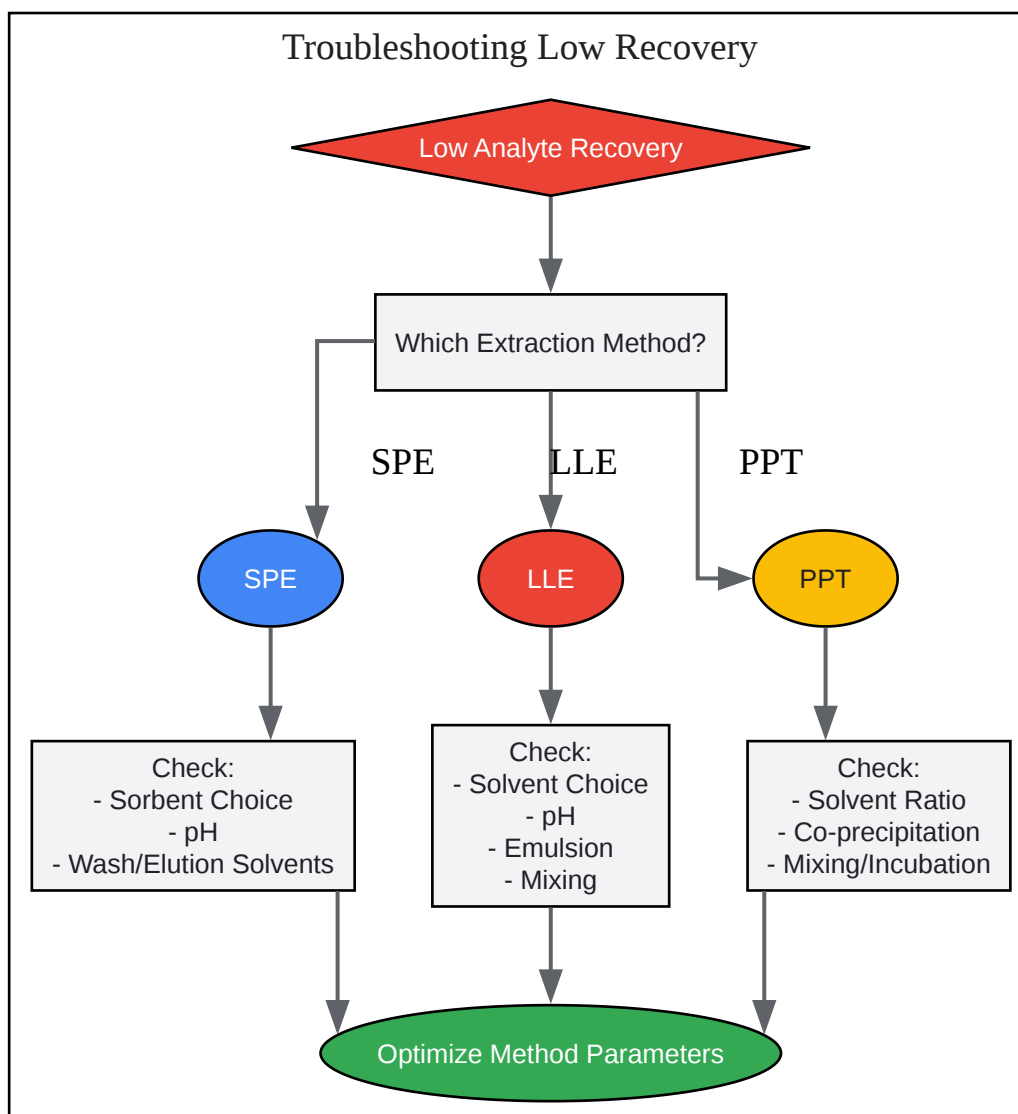 Troubleshooting Low Recovery
Low Analyte Recovery
Which Extraction Method?
SPE
LLE
PPT
SPE
LLE
PPT
Check:
- Sorbent Choice
- pH
- Wash/Elution Solvents
Check:
- Solvent Choice
- pH
- Emulsion
- Mixing
Check:
- Solvent Ratio
- Co-precipitation
- Mixing/Incubation
Optimize Method Parameters